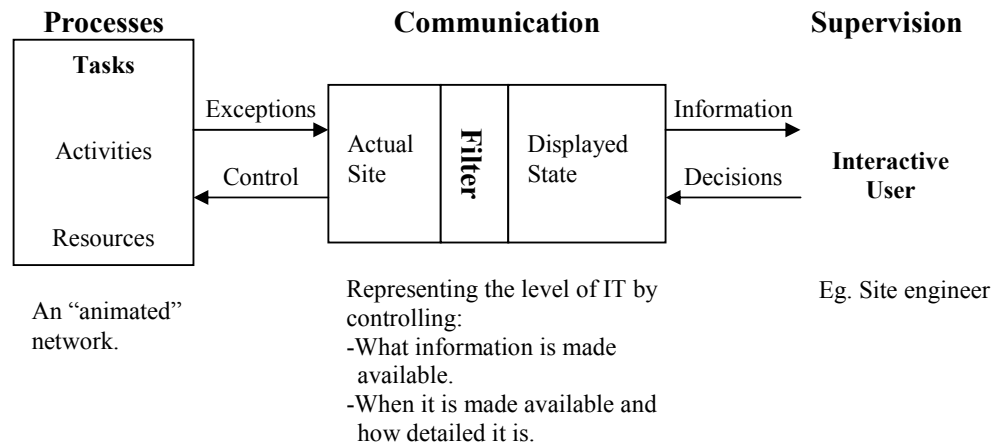 Processes
Communication
Supervision
Tasks
Activities
Resources
Exceptions
Control
Actual
Site
Filter
Displayed
State
Information
Decisions
Interactive
User
An “animated”
network.
Representing the level of IT by
controlling:
-What information is made
available.
-When it is made available and
how detailed it is.
Eg. Site engineer